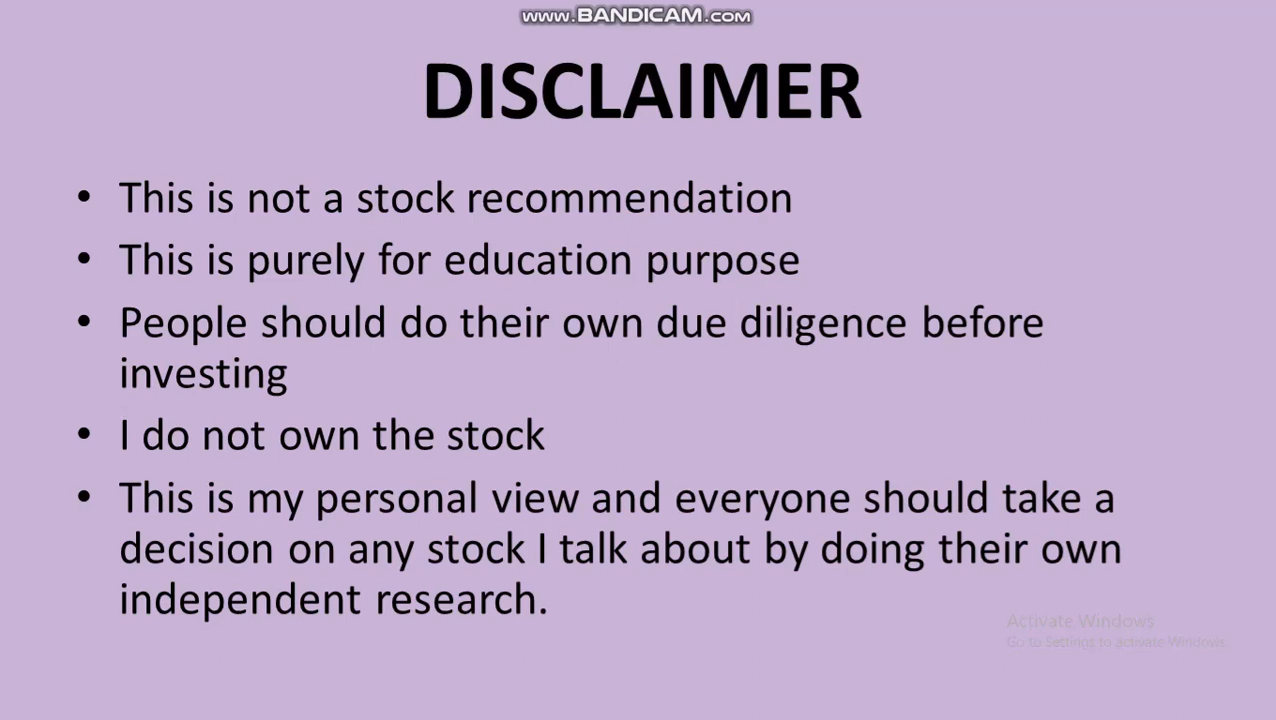 www.BANDICAM.com
DISCLAIMER
• This is not a stock recommendation
• This is purely for education purpose
• People should do their own due diligence before
investing
• I do not own the stock
• This is my personal view and everyone should take a
decision on any stock I talk about by doing their own
independent research.
Activate Windows
Go to Settings to activate Windows.